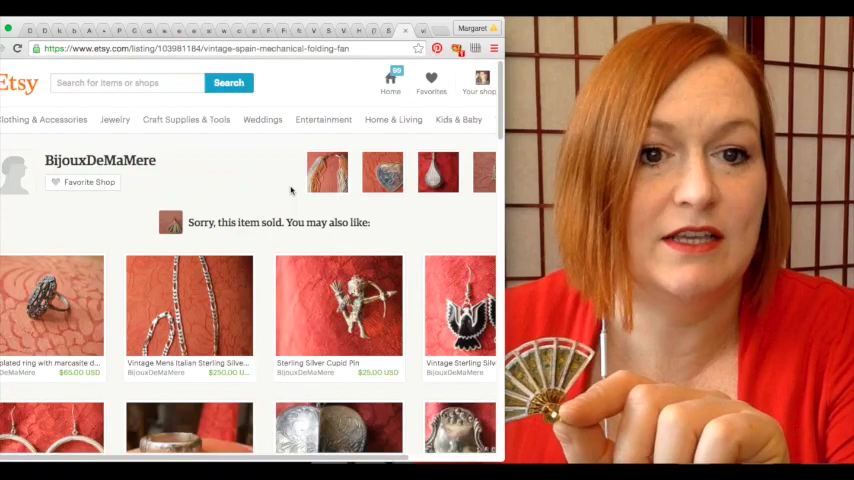 Margaret
https://www.etsy.com/listing/103981184/vintage-spain-mechanical-folding-fan
Etsy
Search for items or shops
Search
99
Home
Favorites
Your shop
lothing & Accessories
Jewelry
Craft Supplies & Tools
Weddings
Entertainment
Home & Living
Kids & Baby
BijouxDeMaMere
Favorite Shop
Sorry, this item sold. You may also like:
plated ring with marcasite d...
DeMaMere
$65.00 USD
Vintage Mens Italian Sterling Silve...
BijouxDeMaMere
$250.00 U...
Sterling Silver Cupid Pin
BijouxDeMaMere
$25.00 USD
Vintage Sterling S
BijouxDeMaMere